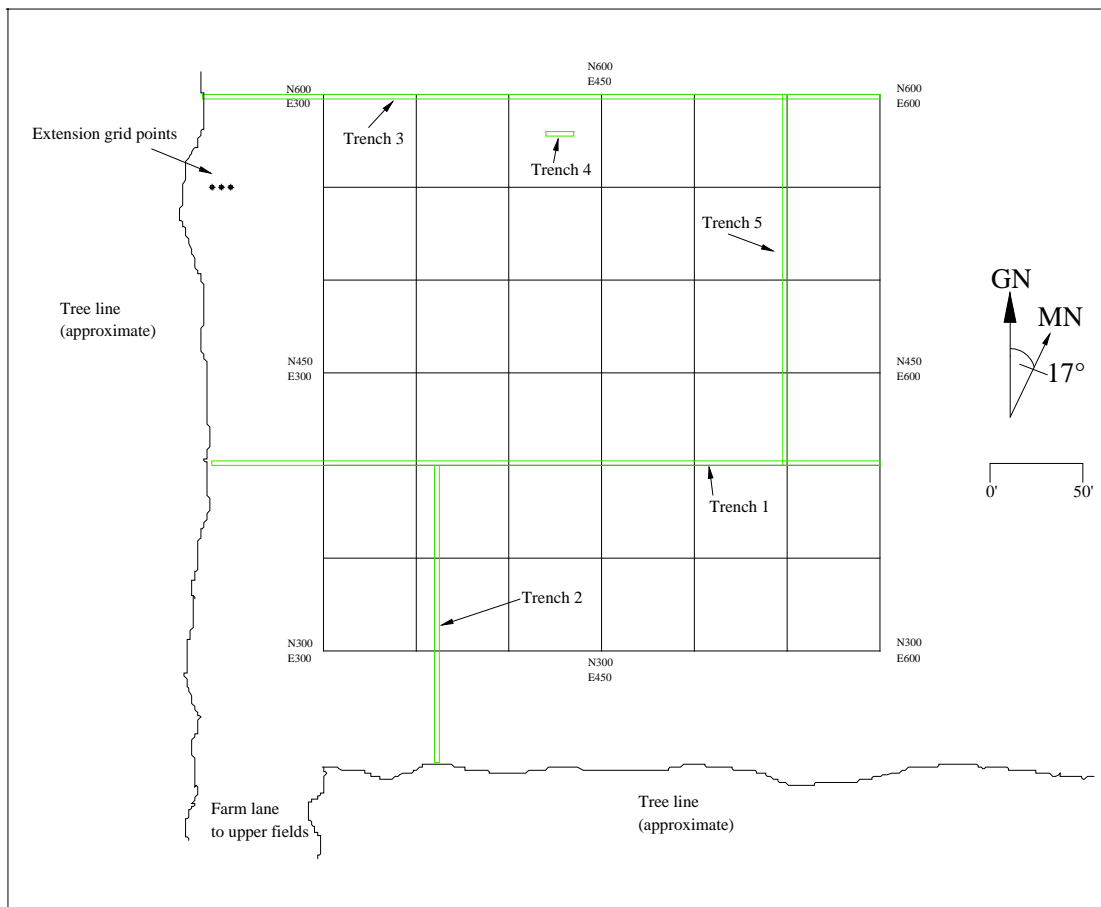 N600
E450
N600
E300
N600
E600
Extension grid points
Trench 3
Trench 4
Trench 5
GN
MN
17°
Tree line
(approximate)
N450
E300
N450
E600
0'
50'
Trench 1
Trench 2
N300
E300
N300
E450
N300
E600
Farm lane
to upper fields
Tree line
(approximate)